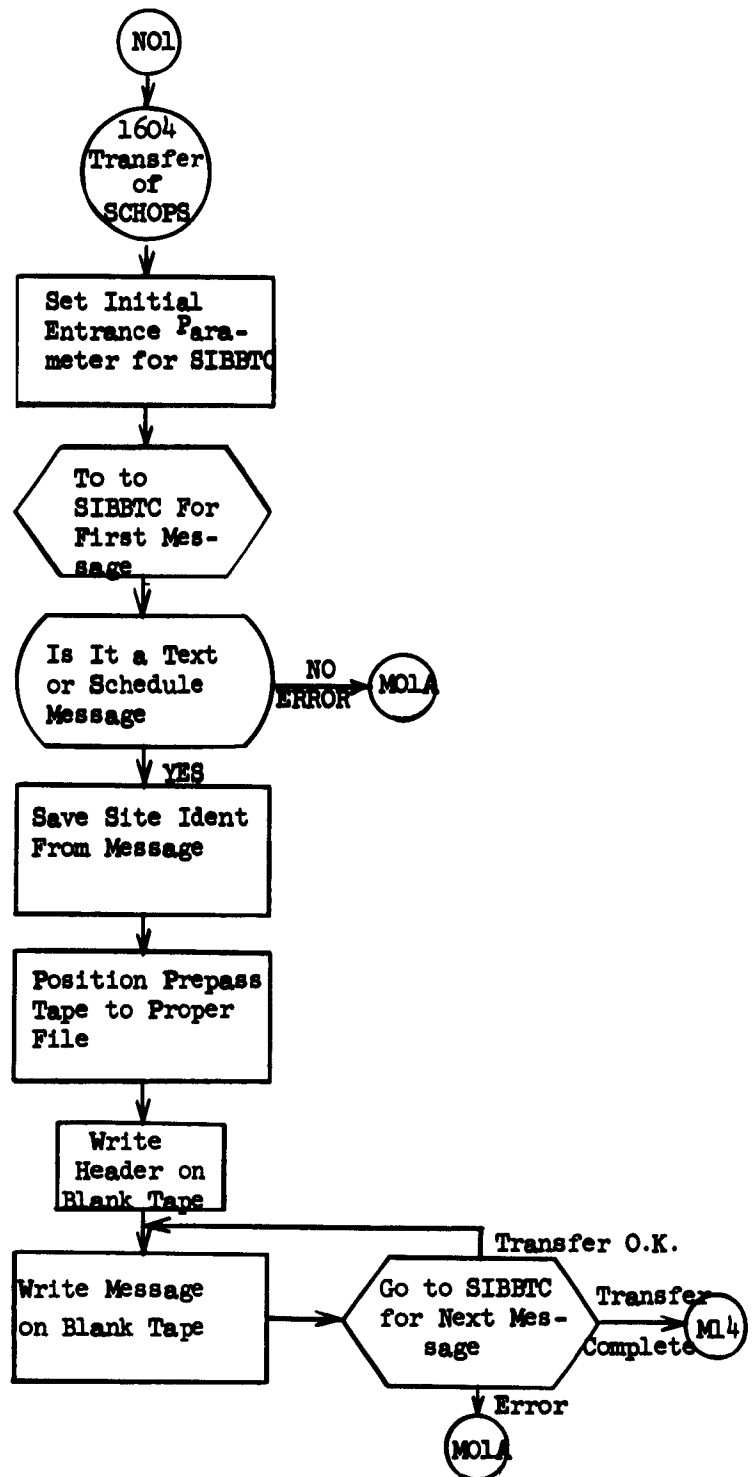 NO1
1604
Transfer
of
SCHOPS
Set Initial
Entrance Para-
meter for SIBBTC
To to
SIBBTC For
First Mes-
sage
Is It a Text
or Schedule
Message
NO
ERROR
MO1A
YES
Save Site Ident
From Message
Position Prepass
Tape to Proper
File
Write
Header on
Blank Tape
Transfer O.K.
Write Message
on Blank Tape
Go to SIBBTC
for Next Mes-
sage
Transfer
Complete
M14
Error
MO1A